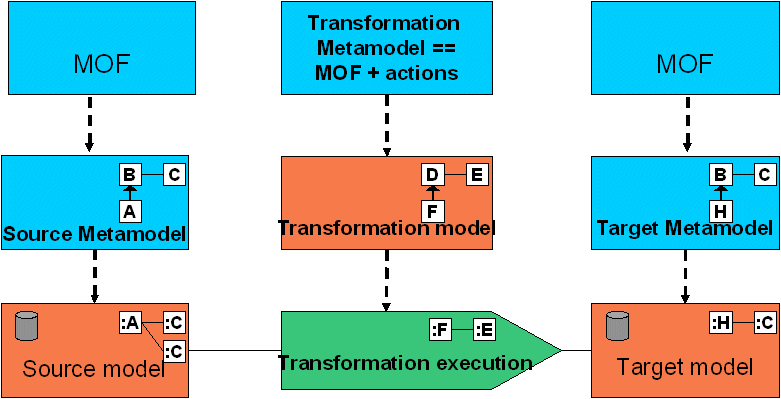 MOF
Transformation
Metamodel ==
MOF + actions
MOF
B C
A
Source Metamodel
D E
F
Transformation model
B C
H
Target Metamodel
:A :C
:C
Source model
:F :E
Transformation execution
:H :C
Target model